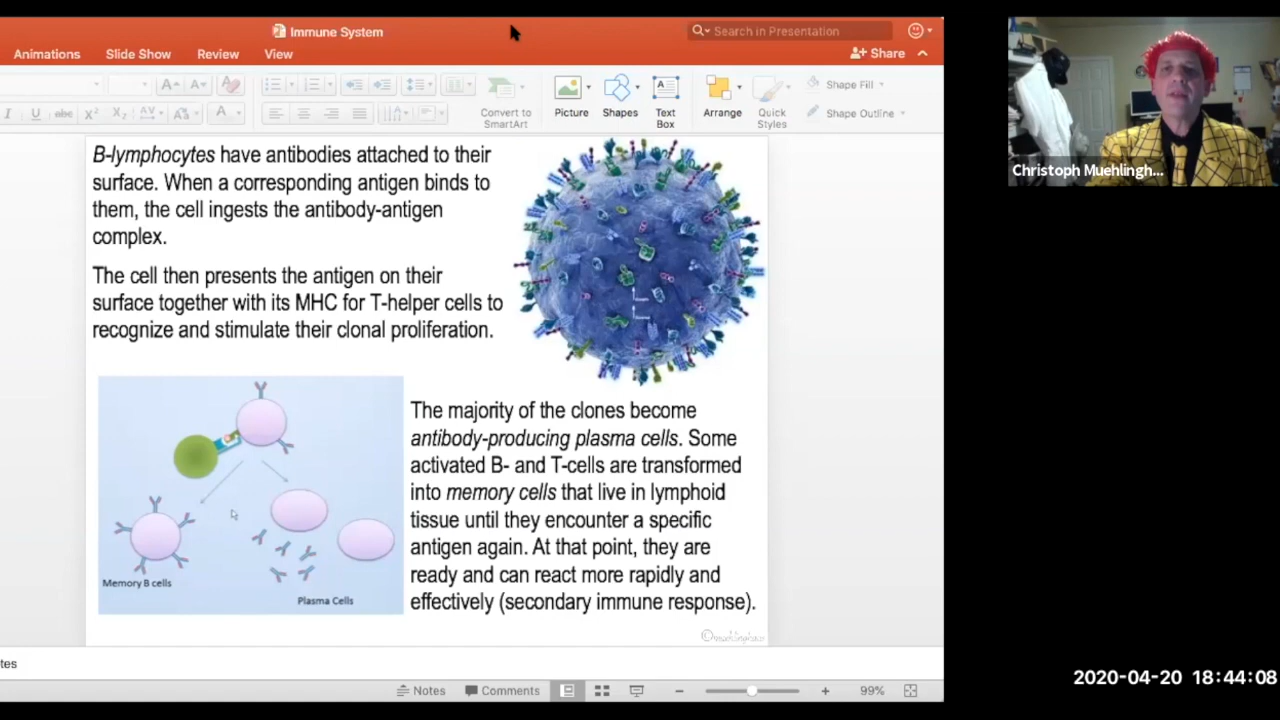 Immune System
Search in Presentation
Animations
Slide Show
Review
View
Share
Convert to
SmartArt
Picture
Shapes
Text
Box
Arrange
Quick
Styles
Shape Fill
Shape Outline
B-lymphocytes have antibodies attached to their
surface. When a corresponding antigen binds to
them, the cell ingests the antibody-antigen
complex.
The cell then presents the antigen on their
surface together with its MHC for T-helper cells to
recognize and stimulate their clonal proliferation.
Memory B cells
Plasma Cells
The majority of the clones become
antibody-producing plasma cells. Some
activated B- and T-cells are transformed
into memory cells that live in lymphoid
tissue until they encounter a specific
antigen again. At that point, they are
ready and can react more rapidly and
effectively (secondary immune response).
tes
Notes
Comments
99%
Christoph Muehlingh...
2020-04-20 18:44:08